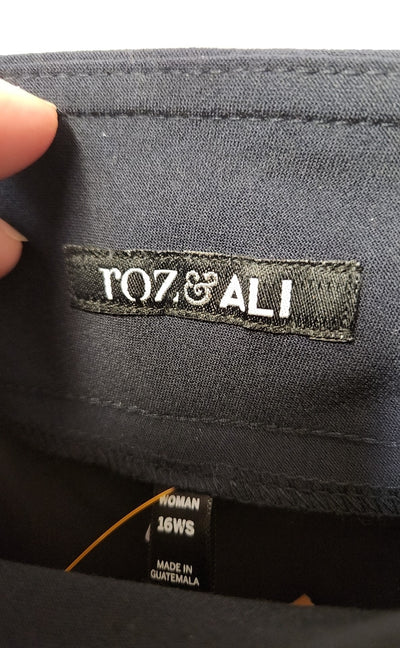 roz & ALI
WOMAN
16WS
MADE IN
GUATEMALA